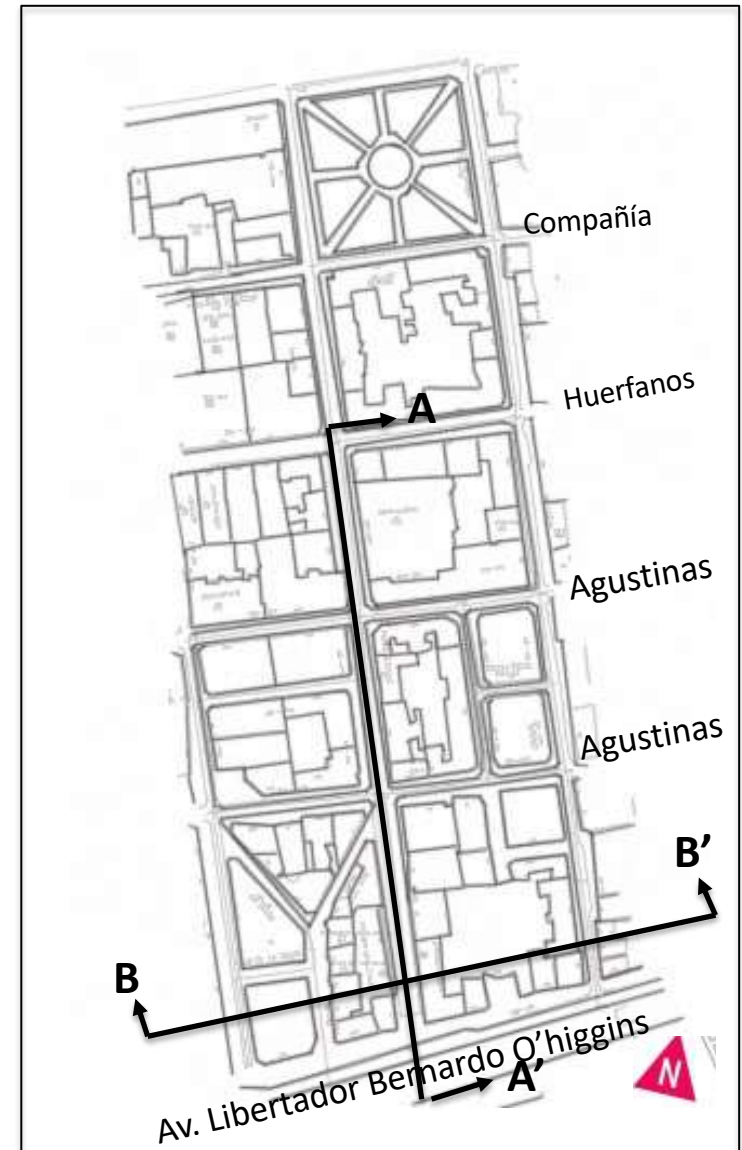 Compañía
Huerfanos
A
Agustinas
Agustinas
B'
B
Av. Libertador Bernardo O'higgins
A'
N